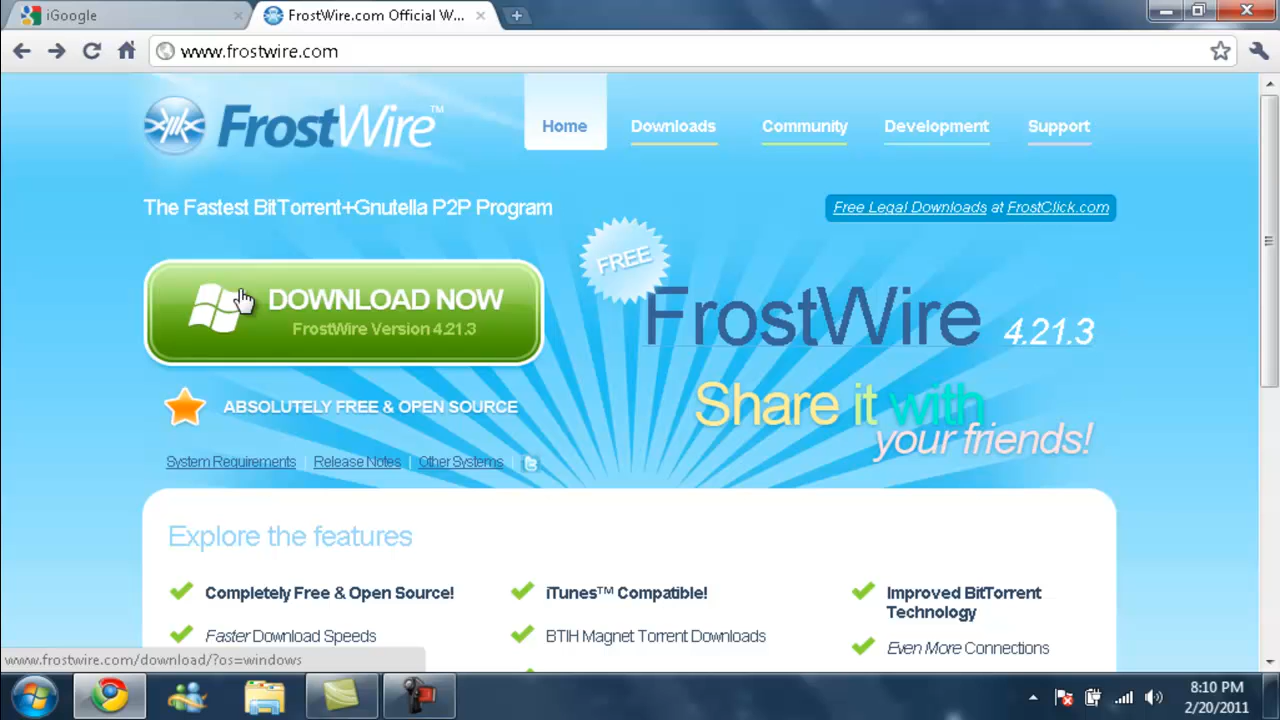 iGoogle
FrostWire.com Official W...
www.frostwire.com
FrostWire™
Home
Downloads
Community
Development
Support
The Fastest BitTorrent+Gnutella P2P Program
Free Legal Downloads at FrostClick.com
FREE
DOWNLOAD NOW
FrostWire Version 4.21.3
FrostWire 4.21.3
Share it with
your friends!
ABSOLUTELY FREE & OPEN SOURCE
System Requirements | Release Notes | Other Systems |
Explore the features
Completely Free & Open Source!
Faster Download Speeds
iTunes™ Compatible!
BTIH Magnet Torrent Downloads
Improved BitTorrent
Technology
Even More Connections
www.frostwire.com/download/?os=windows
8:10 PM
2/20/2011